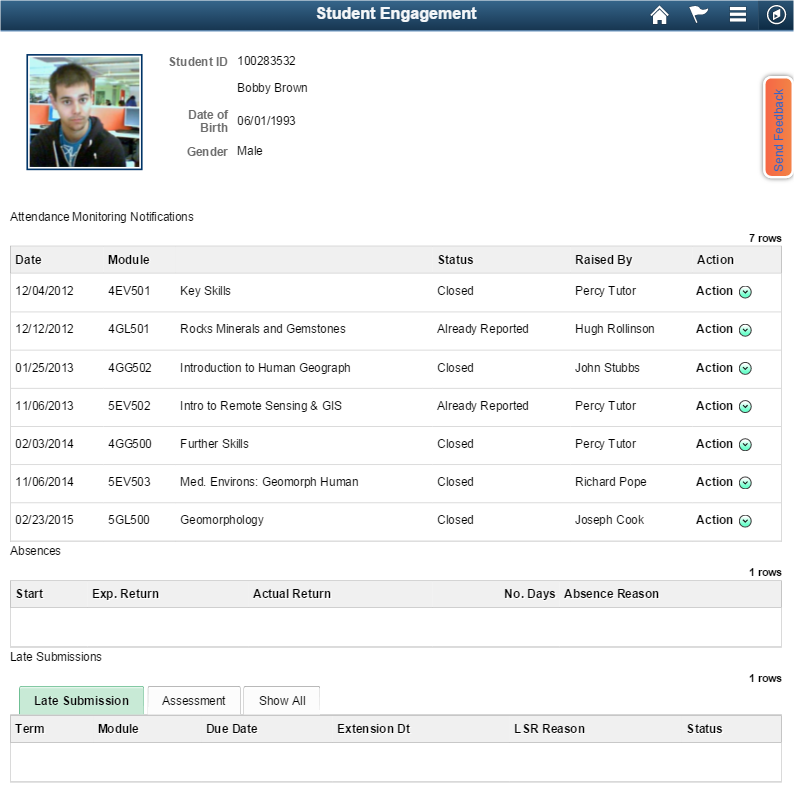 Student Engagement
Student ID 100283532
Bobby Brown
Date of Birth 06/01/1993
Gender Male
Send Feedback
Attendance Monitoring Notifications
7 rows
Date Module Status Raised By Action
12/04/2012 4EV501 Key Skills Closed Percy Tutor Action
12/12/2012 4GL501 Rocks Minerals and Gemstones Already Reported Hugh Rollinson Action
01/25/2013 4GG502 Introduction to Human Geograph Closed John Stubbs Action
11/06/2013 5EV502 Intro to Remote Sensing & GIS Already Reported Percy Tutor Action
02/03/2014 4GG500 Further Skills Closed Percy Tutor Action
11/06/2014 5EV503 Med. Environs: Geomorph Human Closed Richard Pope Action
02/23/2015 5GL500 Geomorphology Closed Joseph Cook Action
Absences
1 rows
Start Exp. Return Actual Return No. Days Absence Reason
Late Submissions
1 rows
Late Submission Assessment Show All
Term Module Due Date Extension Dt LSR Reason Status